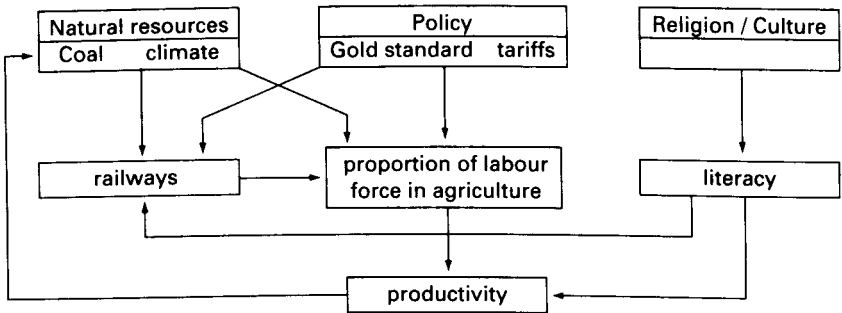 Natural resources
Coal climate
Policy
Gold standard tariffs
Religion / Culture
railways
proportion of labour
force in agriculture
literacy
productivity